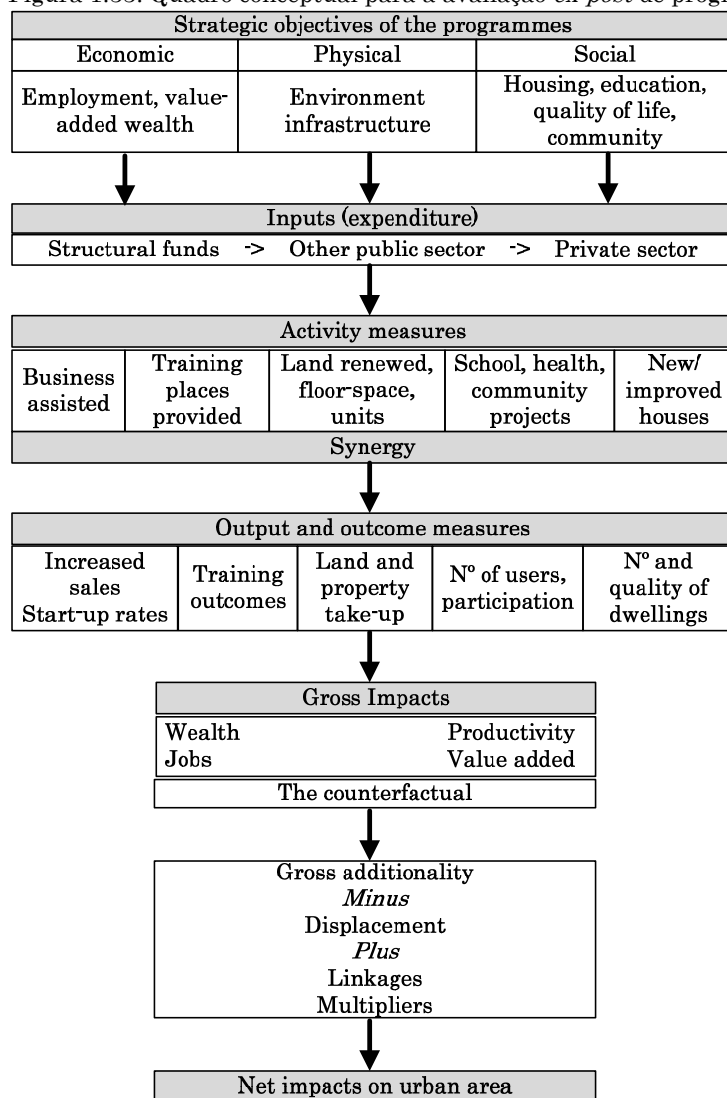 Quadro conceptual para a avaliação ex post de
Strategic objectives of the programmes
Economic Physical Social
Employment, value-
added wealth
Environment
infrastructure
Housing, education,
quality of life,
community
Inputs (expenditure)
Structural funds -> Other public sector -> Private sector
Activity measures
Business
assisted
Training
places
provided
Land renewed,
floor-space,
units
School, health,
community
projects
New/
improved
houses
Synergy
Output and outcome measures
Increased
sales
Start-up rates
Training
outcomes
Land and
property
take-up
Nº of users,
participation
Nº and
quality of
dwellings
Gross Impacts
Wealth Productivity
Jobs Value added
The counterfactual
Gross additionality
Minus
Displacement
Plus
Linkages
Multipliers
Net impacts on urban area